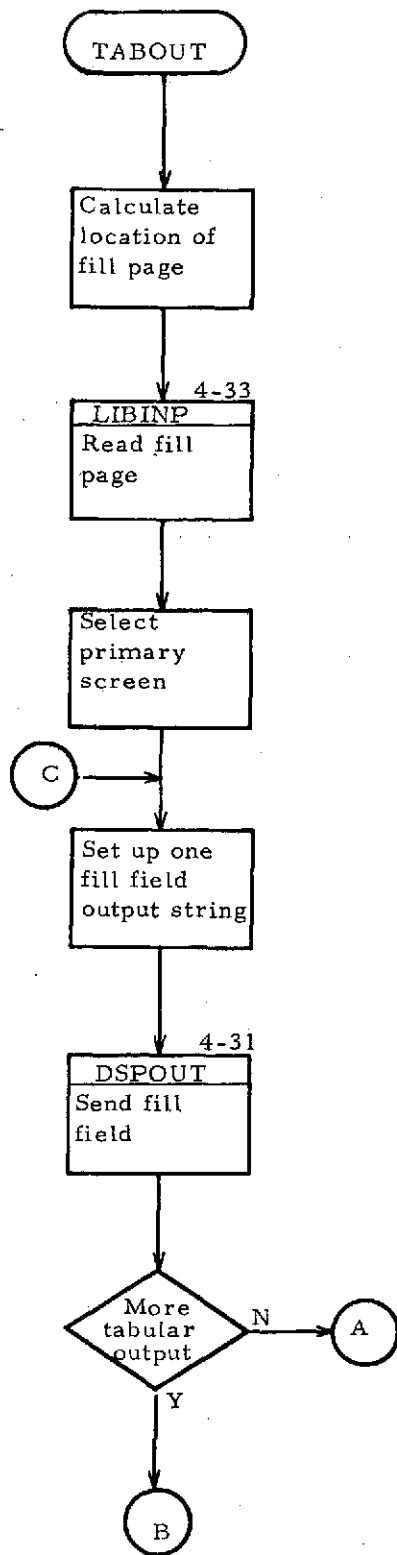 TABOUT
Calculate
location of
fill page
4-33
LIBINP
Read fill
page
Select
primary
screen
C
Set up one
fill field
output string
4-31
DSPOUT
Send fill
field
More
tabular
output
N
A
Y
B